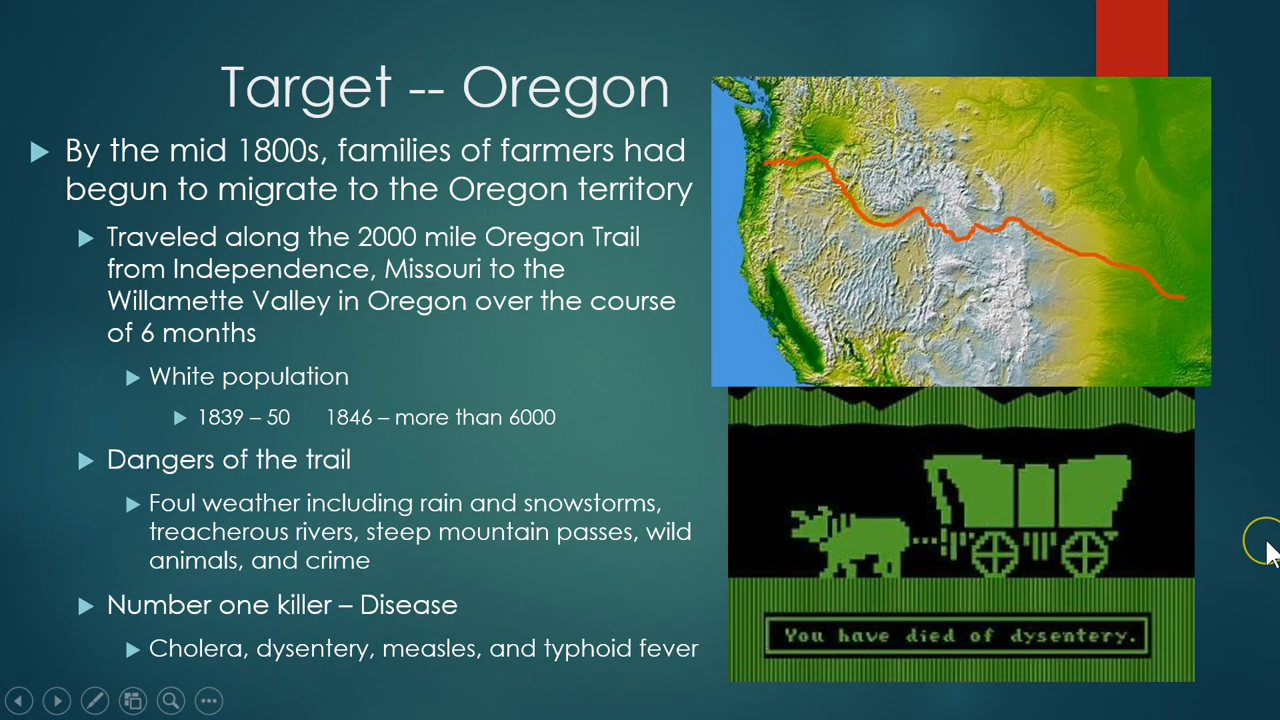 Target -- Oregon
By the mid 1800s, families of farmers had
begun to migrate to the Oregon territory
Traveled along the 2000 mile Oregon Trail
from Independence, Missouri to the
Willamette Valley in Oregon over the course
of 6 months
White population
1839 – 50 1846 – more than 6000
Dangers of the trail
Foul weather including rain and snowstorms,
treacherous rivers, steep mountain passes, wild
animals, and crime
Number one killer – Disease
Cholera, dysentery, measles, and typhoid fever
You have died of dysentery.